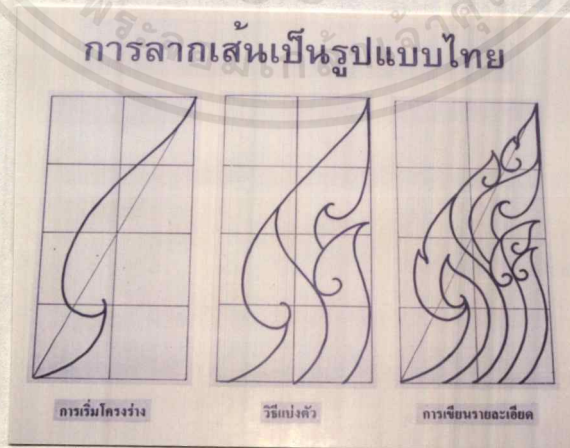 การลากเส้นเป็นรูปแบบไทย
การเริ่มโครงร่าง
วิธีแบ่งตัว
การเขียนรายละเอียด